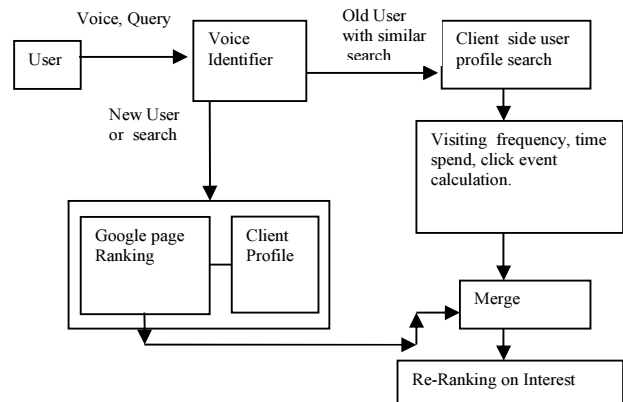 Voice, Query
User
Voice
Identifier
Old User
with similar
search
Client side user
profile search
New User
or search
Visiting frequency, time
spend, click event
calculation.
Google page
Ranking
Client
Profile
Merge
Re-Ranking on Interest